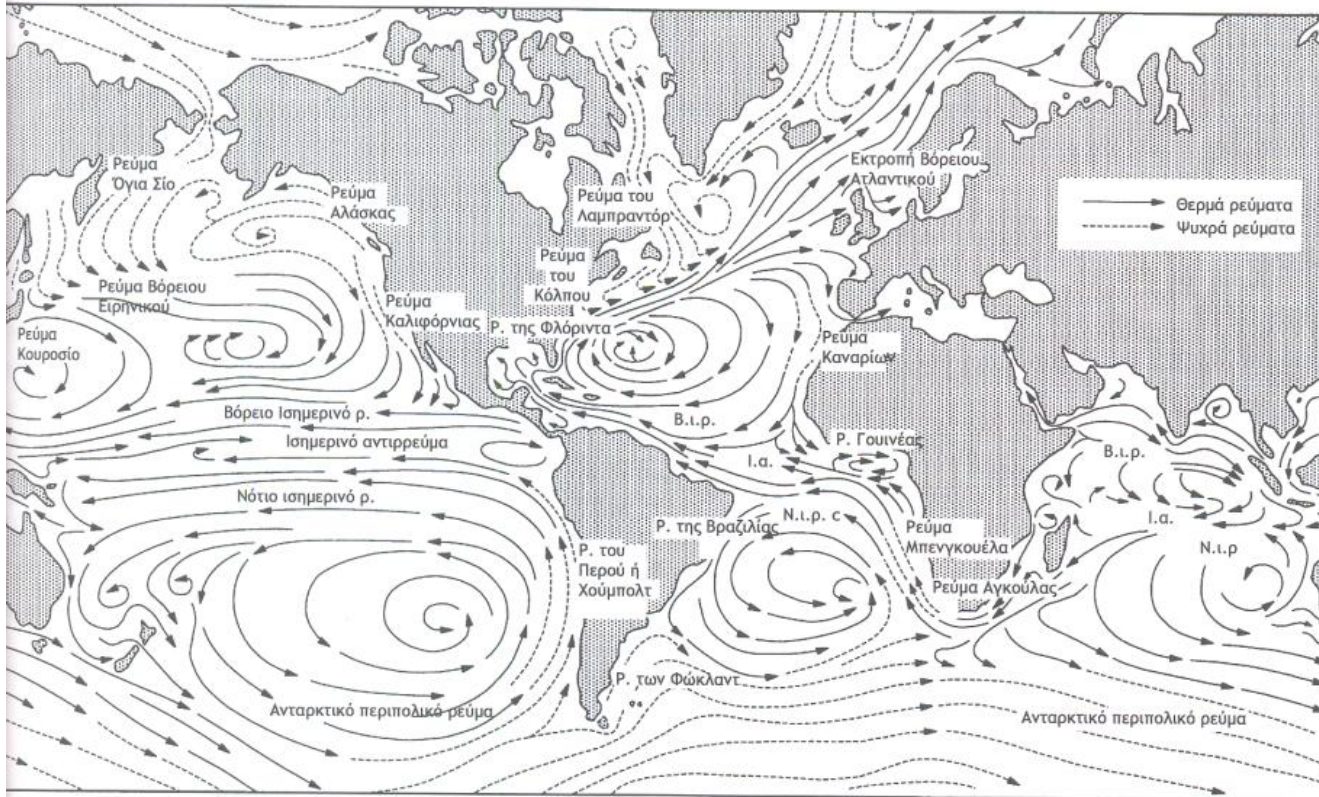 Ρεύμα
Όγια Σίο
Ρεύμα
Αλάσκας
Ρεύμα του
Λαμπραντόρ
Εκτροπή Βόρειου
Ατλαντικού
Θερμά ρεύματα
Ψυχρά ρεύματα
Ρεύμα
του
Κόλπου
Ρεύμα Βόρειου
Ειρηνικού
Ρεύμα
Καλιφόρνιας
Ρ. της Φλόριντα
Ρεύμα
Κουροσίο
Ρεύμα
Καναρίων
Βόρειο Ισημερινό ρ.
Β.ι.ρ.
Ισημερινό αντιρρεύμα
Ρ. Γουινέας
Ι.α.
Β.ι.ρ.
Νότιο ισημερινό ρ.
Ν.ι.ρ. c
Ι.α.
Ρ. της Βραζιλίας
Ρεύμα
Μπενγκουέλα
Ν.ι.ρ
Ρ. του
Περού ή
Χούμπολτ
Ρεύμα Αγκούλας
Ρ. των Φώκλαντ
Ανταρκτικό περιπολικό ρεύμα
Ανταρκτικό περιπολικό ρεύμα